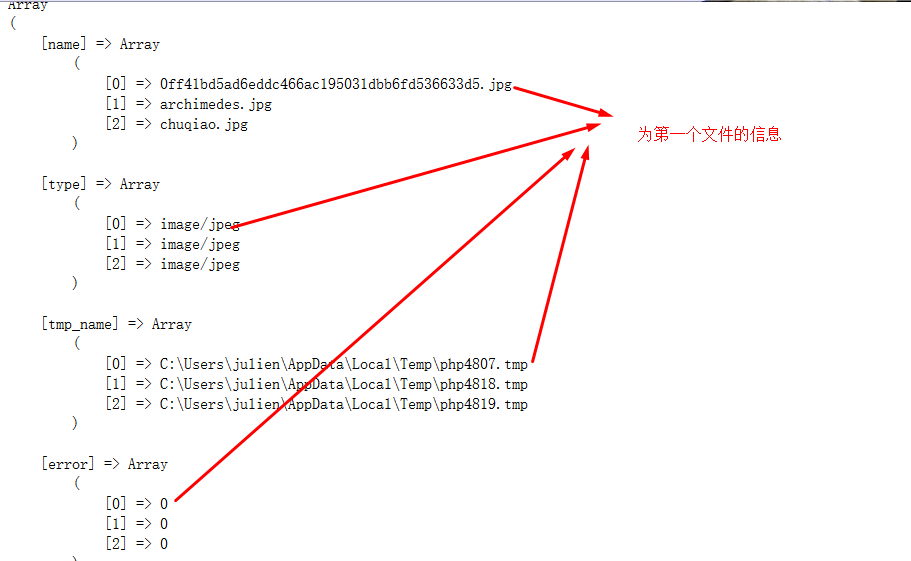 Array
(
[name] => Array
(
[0] => 0ff41bd5ad6eddc466ac195031dbb6fd536633d5.jpg
[1] => archimedes.jpg
[2] => chuqiao.jpg
)
为第一个文件的信息
[type] => Array
(
[0] => image/jpeg
[1] => image/jpeg
[2] => image/jpeg
)
[tmp_name] => Array
(
[0] => C:\Users\julien\AppData\Local\Temp\php4807.tmp
[1] => C:\Users\julien\AppData\Local\Temp\php4818.tmp
[2] => C:\Users\julien\AppData\Local\Temp\php4819.tmp
)
[error] => Array
(
[0] => 0
[1] => 0
[2] => 0
)